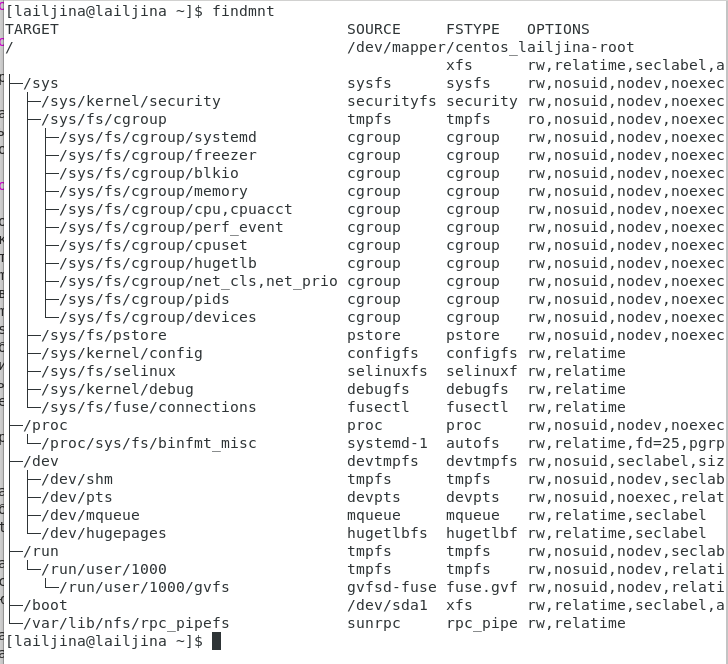 [lailjina@lailjina ~]$ findmnt
TARGET                                SOURCE     FSTYPE   OPTIONS
/                                     /dev/mapper/centos_lailjina-root
                                                 xfs      rw,relatime,seclabel,a
├─/sys                                sysfs      sysfs    rw,nosuid,nodev,noexec
│ ├─/sys/kernel/security              securityfs security rw,nosuid,nodev,noexec
│ ├─/sys/fs/cgroup                    tmpfs      tmpfs    ro,nosuid,nodev,noexec
│ │ ├─/sys/fs/cgroup/systemd          cgroup     cgroup   rw,nosuid,nodev,noexec
│ │ ├─/sys/fs/cgroup/freezer          cgroup     cgroup   rw,nosuid,nodev,noexec
│ │ ├─/sys/fs/cgroup/blkio            cgroup     cgroup   rw,nosuid,nodev,noexec
│ │ ├─/sys/fs/cgroup/memory           cgroup     cgroup   rw,nosuid,nodev,noexec
│ │ ├─/sys/fs/cgroup/cpu,cpuacct      cgroup     cgroup   rw,nosuid,nodev,noexec
│ │ ├─/sys/fs/cgroup/perf_event       cgroup     cgroup   rw,nosuid,nodev,noexec
│ │ ├─/sys/fs/cgroup/cpuset           cgroup     cgroup   rw,nosuid,nodev,noexec
│ │ ├─/sys/fs/cgroup/hugetlb          cgroup     cgroup   rw,nosuid,nodev,noexec
│ │ ├─/sys/fs/cgroup/net_cls,net_prio cgroup     cgroup   rw,nosuid,nodev,noexec
│ │ ├─/sys/fs/cgroup/pids             cgroup     cgroup   rw,nosuid,nodev,noexec
│ │ └─/sys/fs/cgroup/devices          cgroup     cgroup   rw,nosuid,nodev,noexec
│ ├─/sys/fs/pstore                    pstore     pstore   rw,nosuid,nodev,noexec
│ ├─/sys/kernel/config                configfs   configfs rw,relatime
│ ├─/sys/fs/selinux                   selinuxfs  selinuxf rw,relatime
│ ├─/sys/kernel/debug                 debugfs    debugfs  rw,relatime
│ └─/sys/fs/fuse/connections          fusectl    fusectl  rw,relatime
├─/proc                               proc       proc     rw,nosuid,nodev,noexec
│ └─/proc/sys/fs/binfmt_misc          systemd-1  autofs   rw,relatime,fd=25,pgrp
├─/dev                                devtmpfs   devtmpfs rw,nosuid,seclabel,siz
│ ├─/dev/shm                          tmpfs      tmpfs    rw,nosuid,nodev,seclab
│ ├─/dev/pts                          devpts     devpts   rw,nosuid,noexec,relat
│ ├─/dev/mqueue                       mqueue     mqueue   rw,relatime,seclabel
│ └─/dev/hugepages                    hugetlbfs  hugetlbf rw,relatime,seclabel
├─/run                                tmpfs      tmpfs    rw,nosuid,nodev,seclab
│ └─/run/user/1000                    tmpfs      tmpfs    rw,nosuid,nodev,relati
│   └─/run/user/1000/gvfs             gvfsd-fuse fuse.gvf rw,nosuid,nodev,relati
├─/boot                               /dev/sda1  xfs      rw,relatime,seclabel,a
└─/var/lib/nfs/rpc_pipefs             sunrpc     rpc_pipe rw,relatime
[lailjina@lailjina ~]$